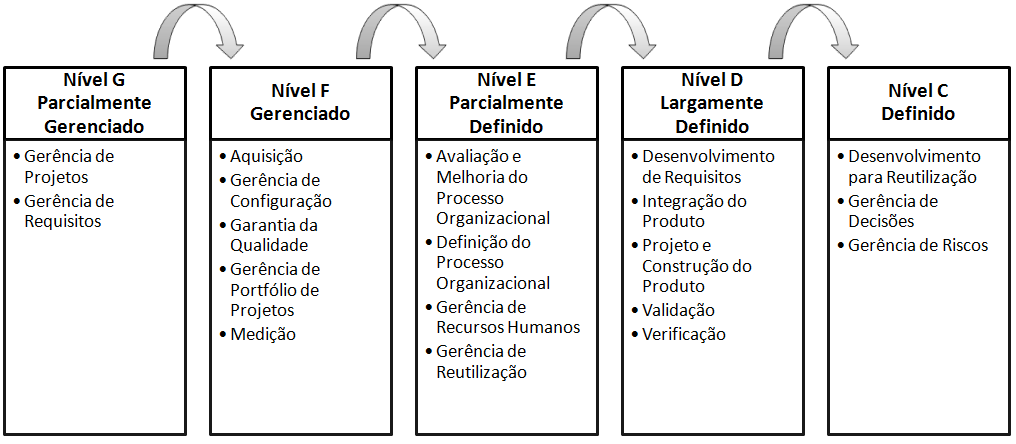 Nível G
Parcialmente
Gerenciado
• Gerência de
Projetos
• Gerência de
Requisitos
Nível F
Gerenciado
• Aquisição
• Gerência de
Configuração
• Garantia da
Qualidade
• Gerência de
Portfólio de
Projetos
• Medição
Nível E
Parcialmente
Definido
• Avaliação e
Melhoria do
Processo
Organizacional
• Definição do
Processo
Organizacional
• Gerência de
Recursos Humanos
• Gerência de
Reutilização
Nível D
Largamente
Definido
• Desenvolvimento
de Requisitos
• Integração do
Produto
• Projeto e
Construção do
Produto
• Validação
• Verificação
Nível C
Definido
• Desenvolvimento
para Reutilização
• Gerência de
Decisões
• Gerência de Riscos